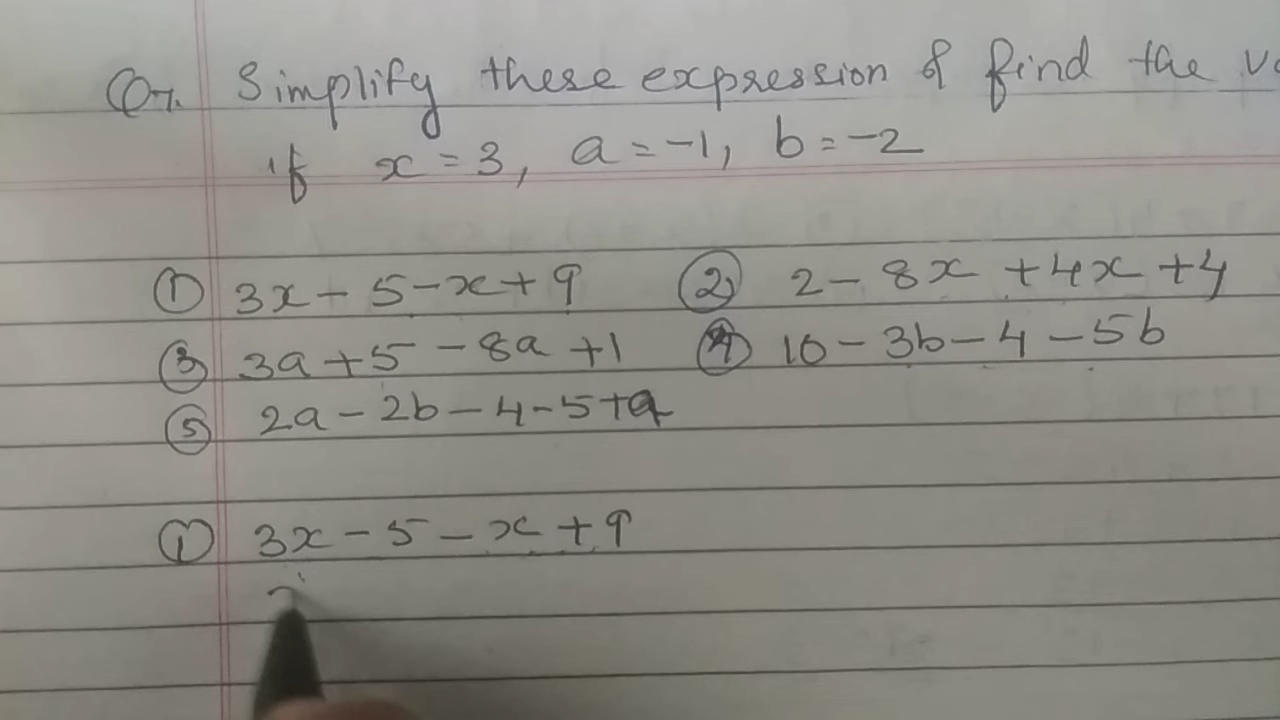 Q7. Simplify these expression & find the
if x = 3, a = -1, b = -2
① 3x - 5 - x + 9 ② 2 - 8x + 4x + 4
③ 3a + 5 - 8a + 1 ④ 10 - 3b - 4 - 5b
⑤ 2a - 2b - 4 - 5 + a
① 3x - 5 - x + 9